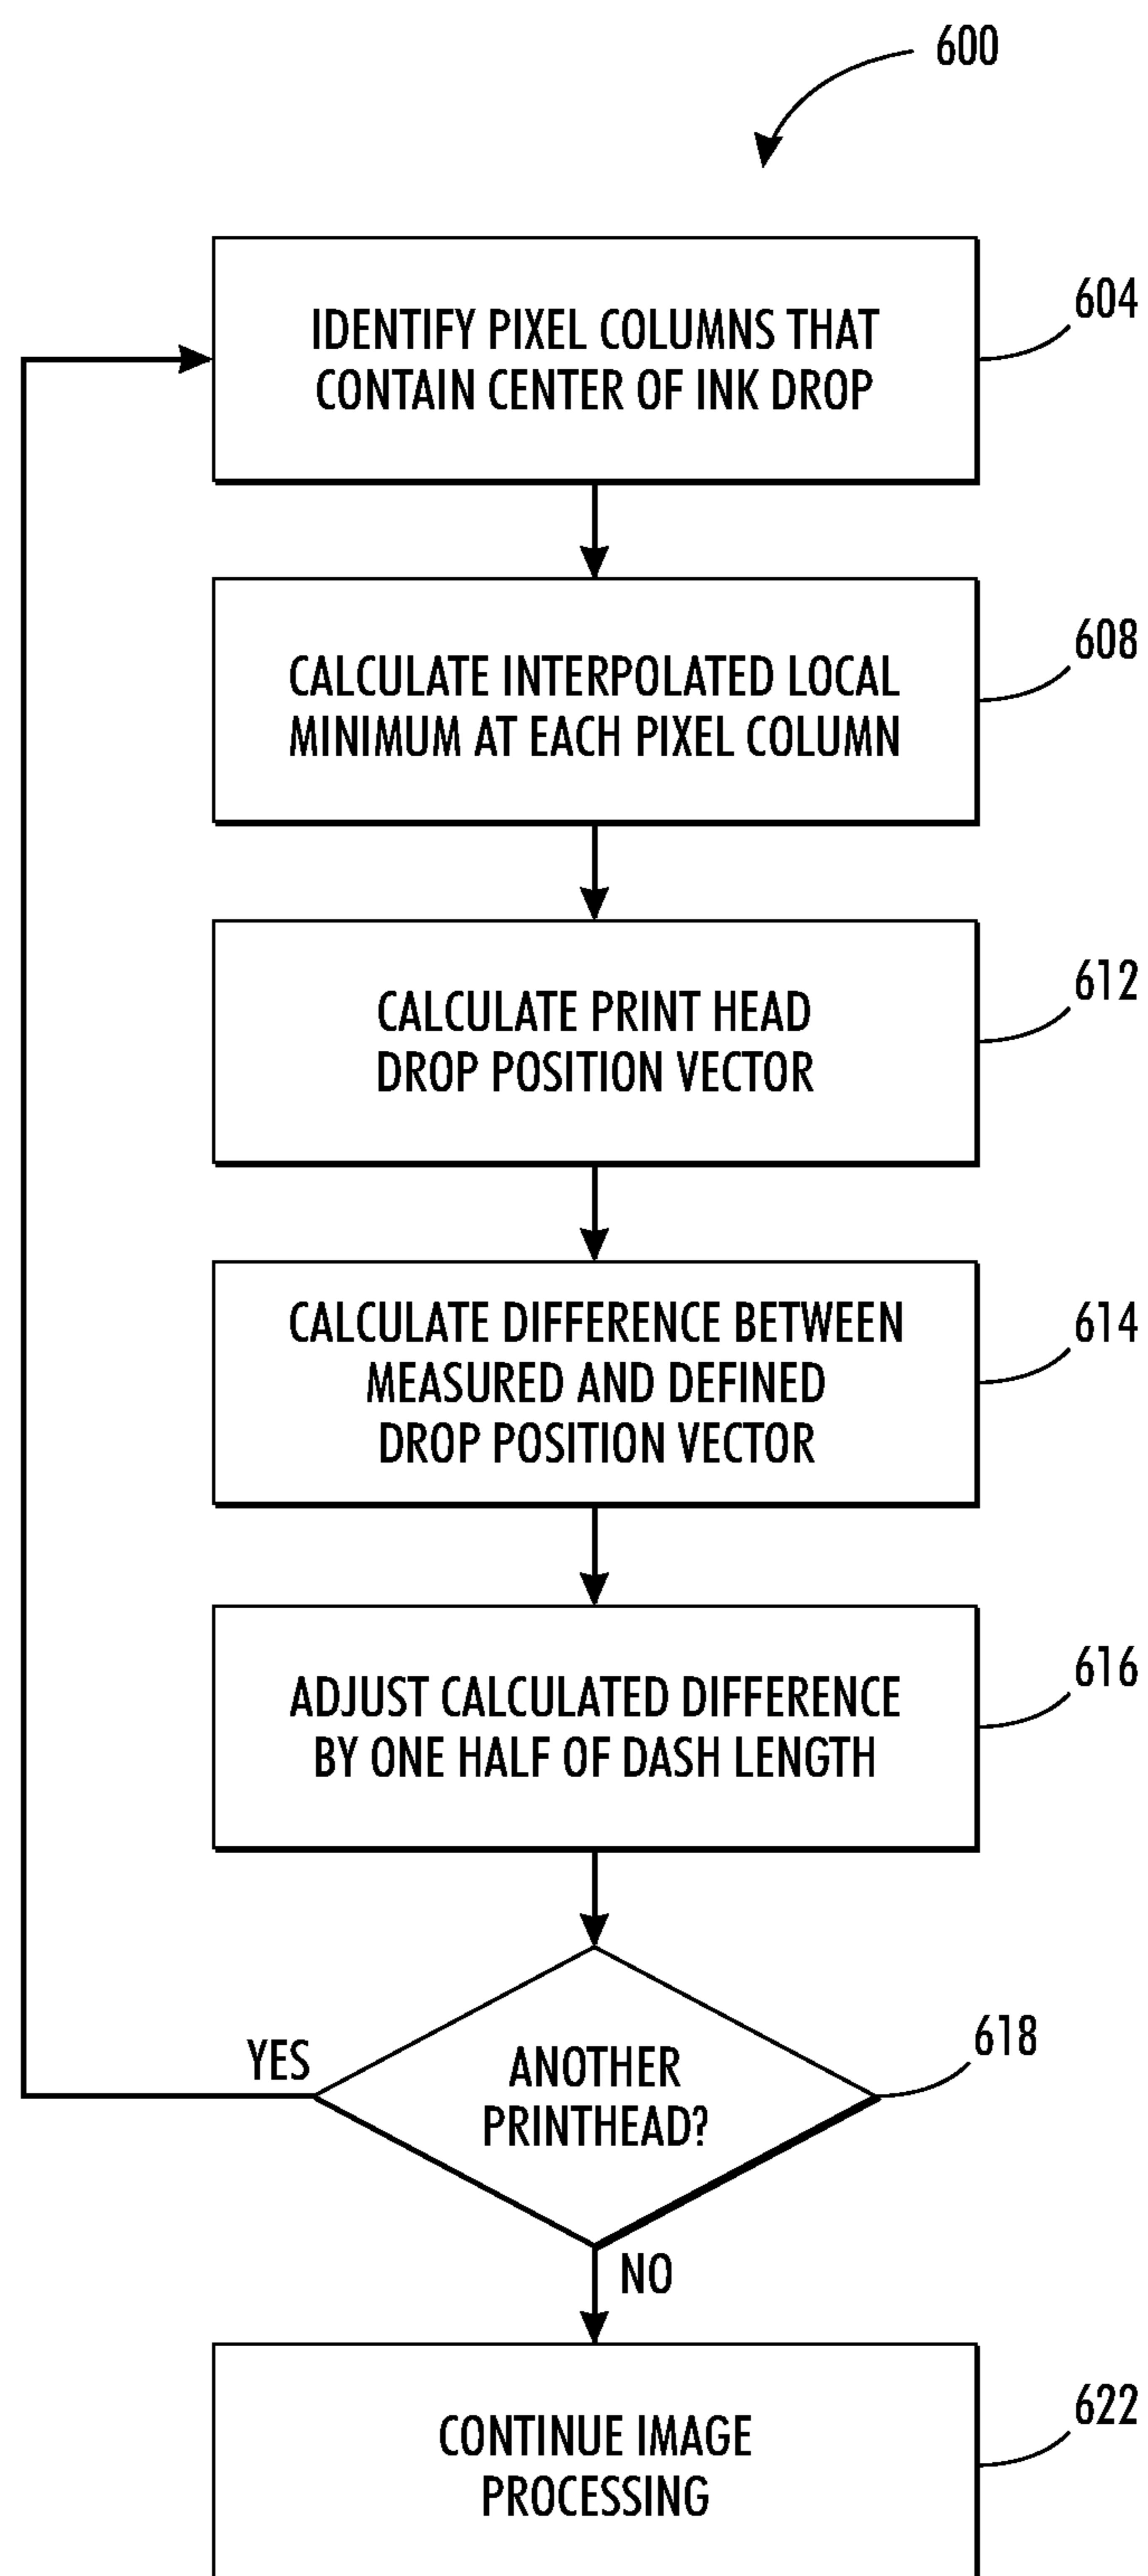 600
IDENTIFY PIXEL COLUMNS THAT
CONTAIN CENTER OF INK DROP
604
CALCULATE INTERPOLATED LOCAL
MINIMUM AT EACH PIXEL COLUMN
608
CALCULATE PRINT HEAD
DROP POSITION VECTOR
612
CALCULATE DIFFERENCE BETWEEN
MEASURED AND DEFINED
DROP POSITION VECTOR
614
ADJUST CALCULATED DIFFERENCE
BY ONE HALF OF DASH LENGTH
616
YES
ANOTHER
PRINTHEAD?
618
NO
CONTINUE IMAGE
PROCESSING
622